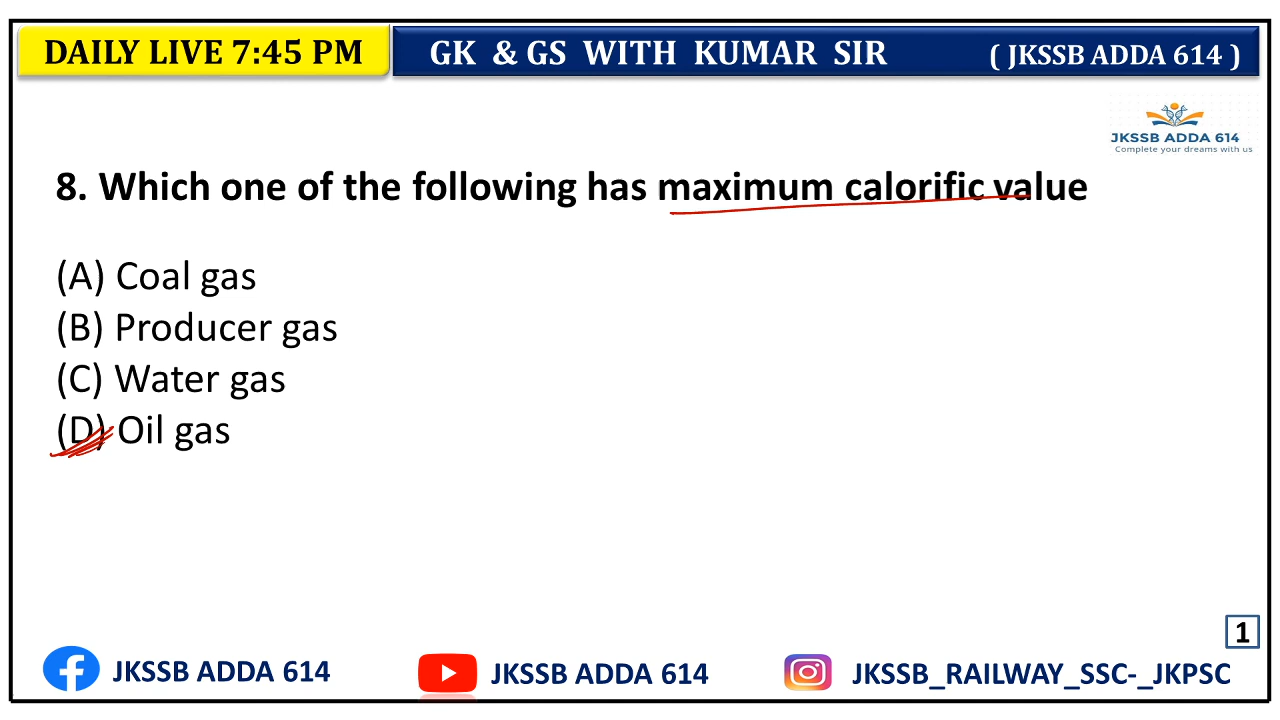 DAILY LIVE 7:45 PM
GK & GS WITH KUMAR SIR ( JKSSB ADDA 614 )
JKSSB ADDA 614
Complete your dreams with us
8. Which one of the following has maximum calorific value
(A) Coal gas
(B) Producer gas
(C) Water gas
(D) Oil gas
1
JKSSB ADDA 614
JKSSB ADDA 614
JKSSB_RAILWAY_SSC-_JKPSC